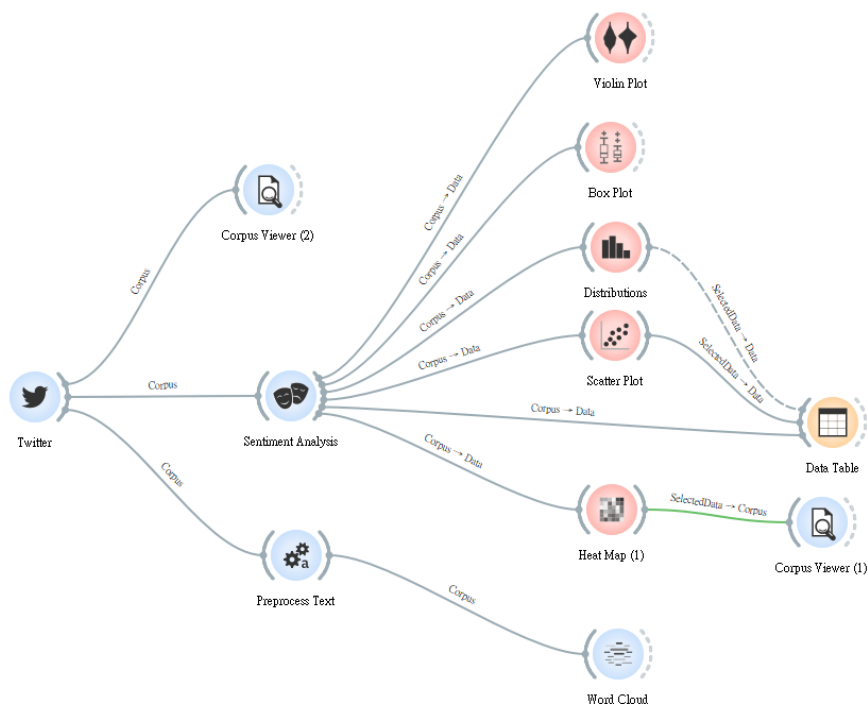 Violin Plot
Corpus → Data
Box Plot
Corpus → Data
Corpus Viewer (2)
Corpus
Distributions
Corpus → Data
SelectedData → Data
Scatter Plot
Corpus → Data
SelectedData → Data
Twitter
Corpus
Sentiment Analysis
Corpus → Data
Data Table
Corpus → Data
Heat Map (1)
SelectedData → Corpus
Corpus Viewer (1)
Corpus
a
Preprocess Text
Corpus
Word Cloud